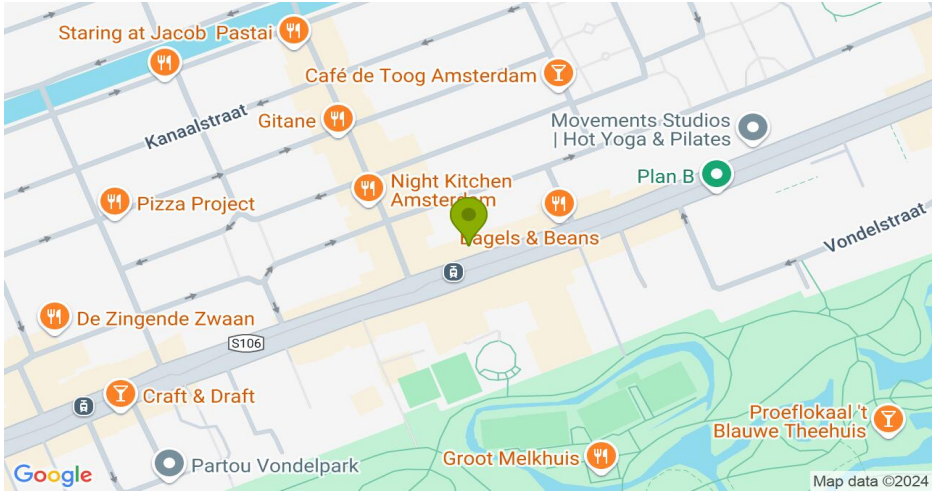 Staring at Jacob
Pastai
Café de Toog Amsterdam
Kanaalstraat
Gitane
Movements Studios
| Hot Yoga & Pilates
Plan B
Night Kitchen
Amsterdam
Pizza Project
Bagels & Beans
Vondelstraat
De Zingende Zwaan
S106
Craft & Draft
Proeflokaal 't
Blauwe Theehuis
Groot Melkhuis
Partou Vondelpark
Google
Map data ©2024